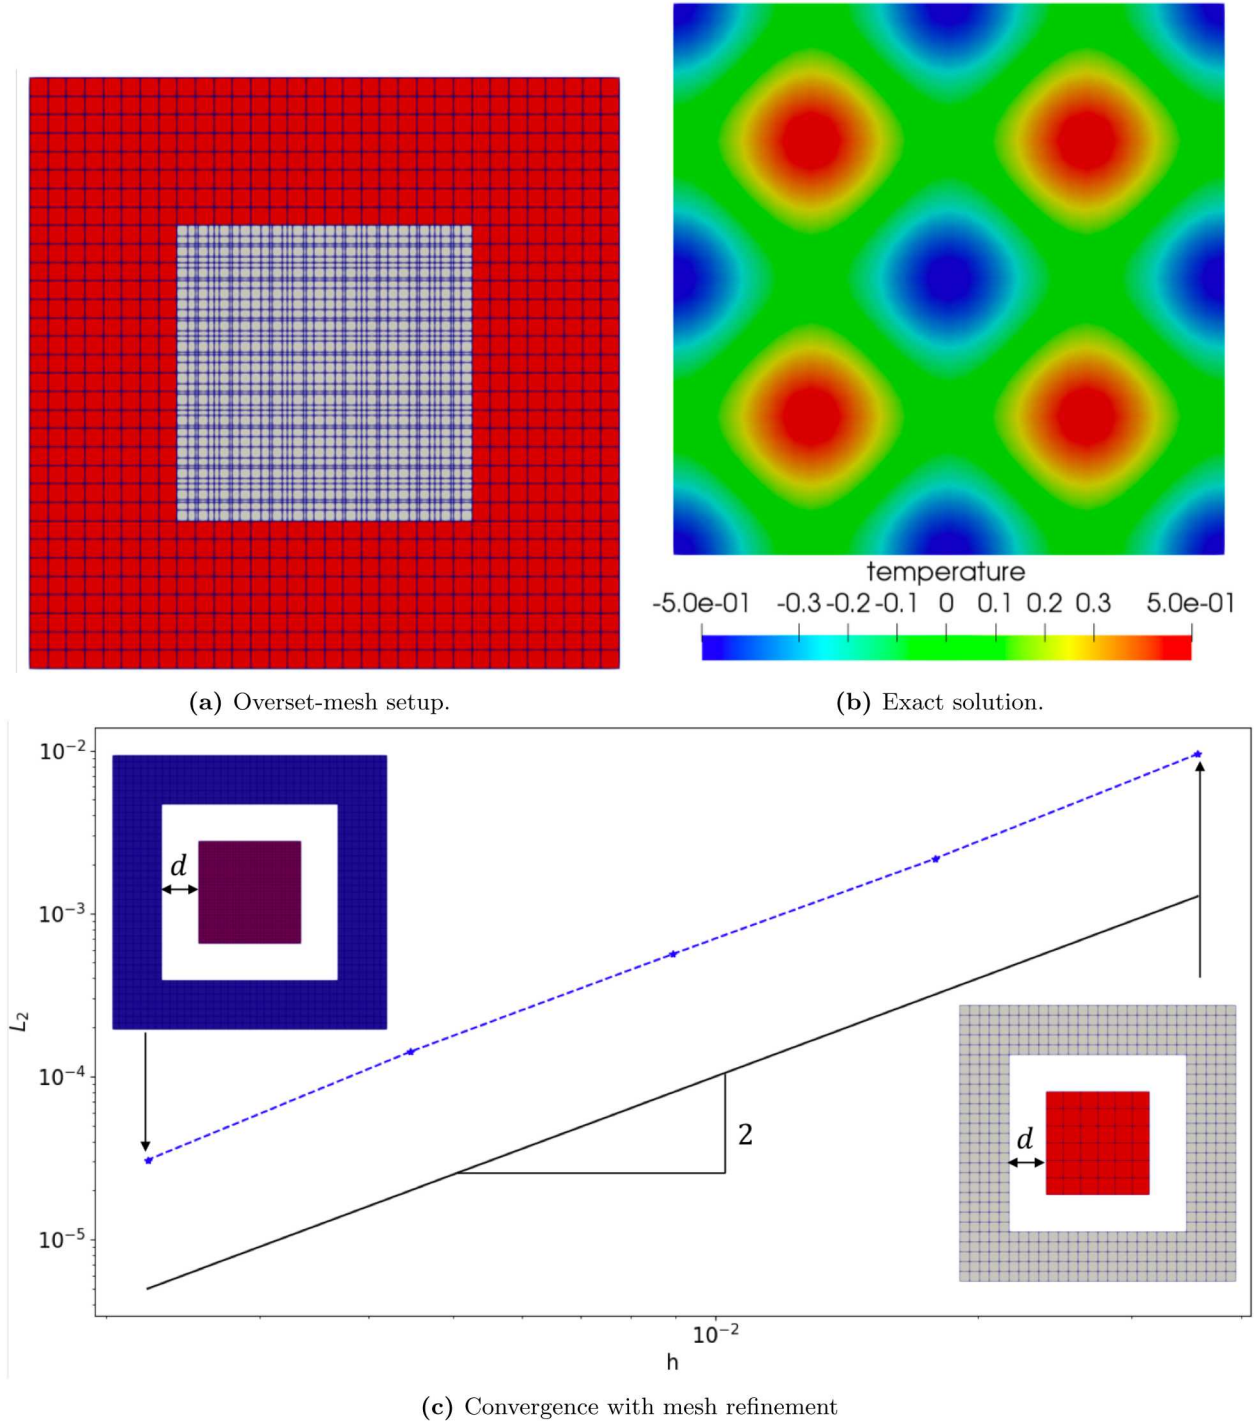 temperature
-5.0e-01 -0.3 -0.2 -0.1 0 0.1 0.2 0.3 5.0e-01
(a) Overset-mesh setup.
(b) Exact solution.
10⁻²
10⁻³
10⁻⁴
10⁻⁵
L₂
d
2
d
10⁻²
h
(c) Convergence with mesh refinement